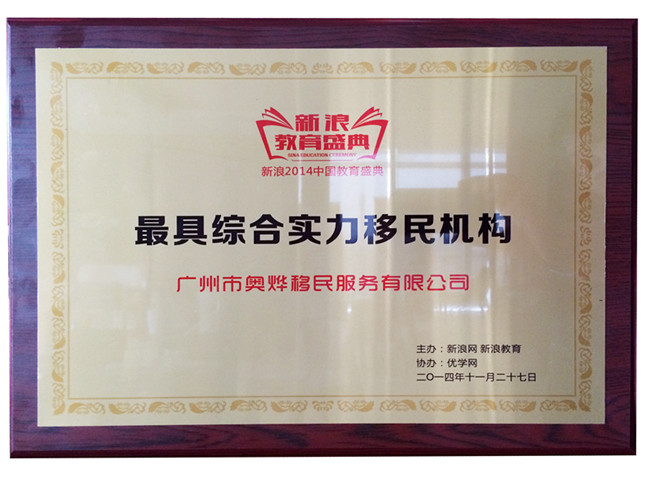 新浪
教育盛典
SINA EDUCATION CEREMONY
新浪2014中国教育盛典
最具综合实力移民机构
广州市奥烨移民服务有限公司
主办：新浪网 新浪教育
协办：优学网
二〇一四年十一月二十七日